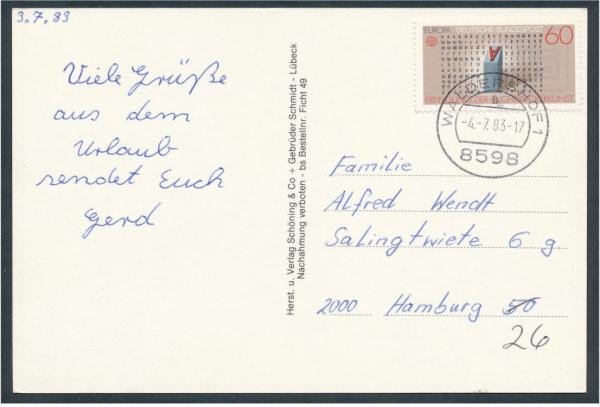 3.7.83
Viele Grüße
aus dem
Urlaub
sendet Euch
Gerd
Herst. u. Verlag Schöning & Co + Gebrüder Schmidt - Lübeck
Nachahmung verboten - bs Bestellnr. Ficht 49
EUROPA DEUTSCHE BUNDESPOST 60
A
WALDERSHOF 1
b
-4.-7.83-17
8598
Familie
Alfred Wendt
Salingtwiete 6 g
2000 Hamburg 50
26